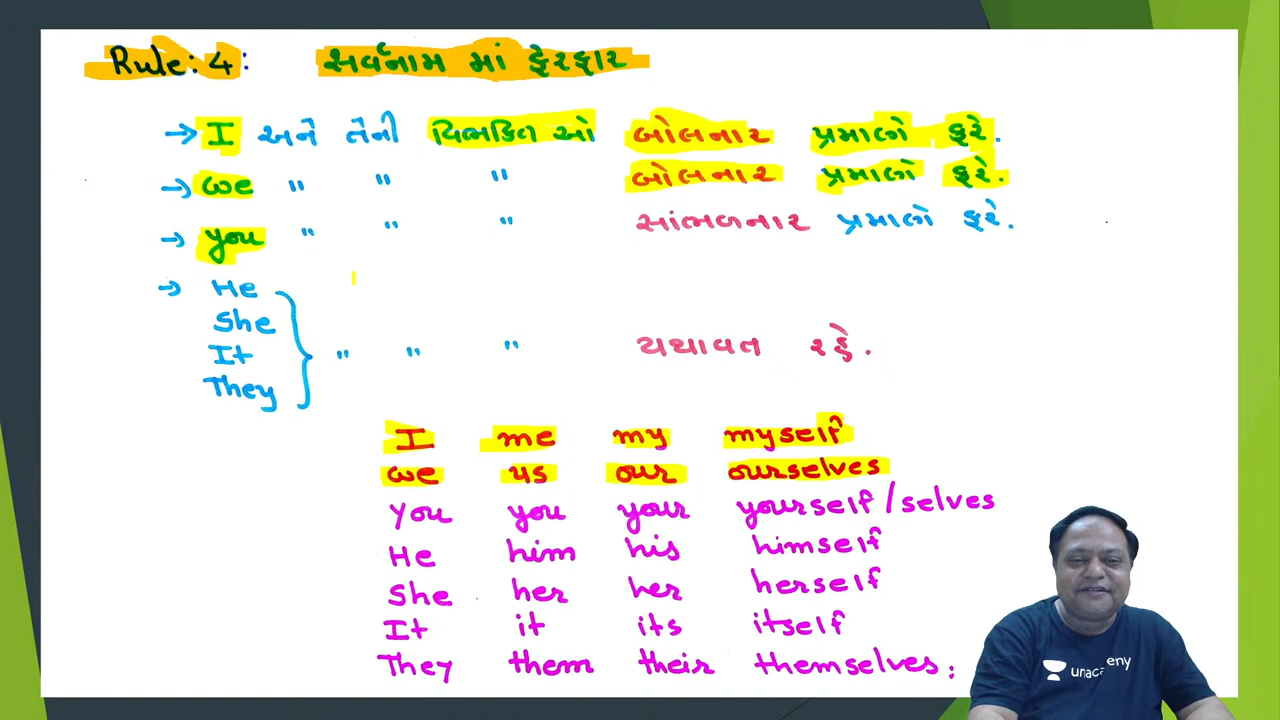 Rule: 4: સર્વનામ માં ફેરફાર
→ I અને તેની વિભકિત ઓ બોલનાર પ્રમાણે ફરે.
→ we " " " બોલનાર પ્રમાણે ફરે.
→ you " " " સાંભળનાર પ્રમાણે ફરે.
→ He
She
It
They
} " " " યથાવત રહે.
I me my myself
we us our ourselves
You you your yourself/selves
He him his himself
She her her herself
It it its itself
They them their themselves.
unacademy